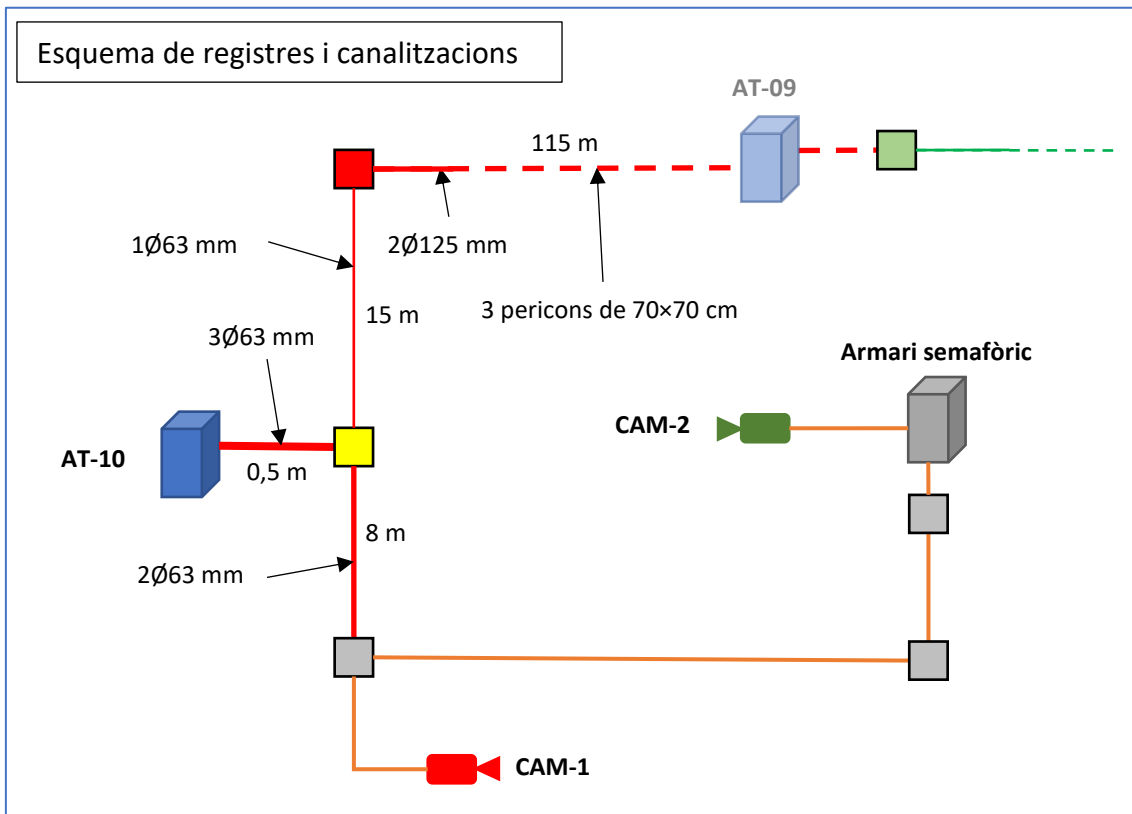 Esquema de registres i canalitzacions
AT-09
115 m
1Ø63 mm
2Ø125 mm
15 m
3 pericons de 70×70 cm
3Ø63 mm
Armari semafòric
CAM-2
AT-10
0,5 m
8 m
2Ø63 mm
CAM-1